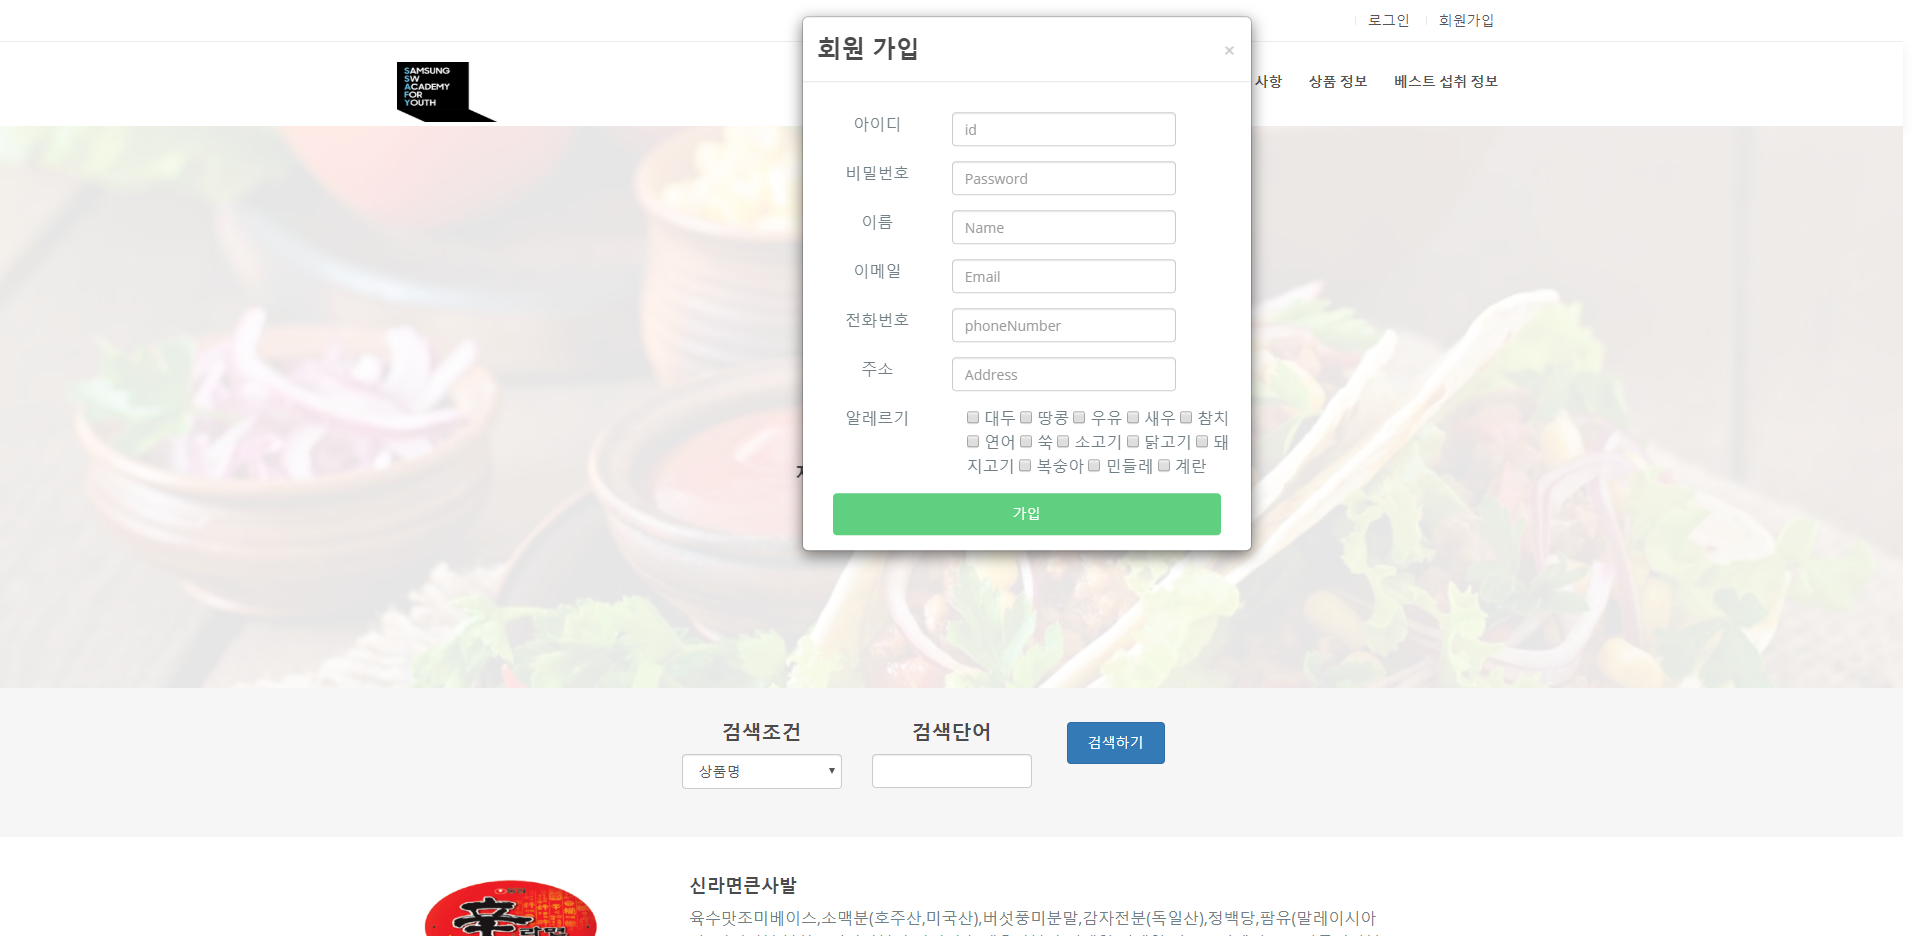 로그인
회원가입
SAMSUNG
SW
ACADEMY
FOR
YOUTH
사항
상품 정보
베스트 섭취 정보
회원 가입
×
아이디
id
비밀번호
Password
이름
Name
이메일
Email
전화번호
phoneNumber
주소
Address
알레르기
대두 땅콩 우유 새우 참치
연어 쑥 소고기 닭고기 돼
지고기 복숭아 민들레 계란
가입
검색조건
상품명
검색단어
검색하기
辛
라면
신라면큰사발
육수맛조미베이스,소맥분(호주산,미국산),버섯풍미분말,감자전분(독일산),정백당,팜유(말레이시아